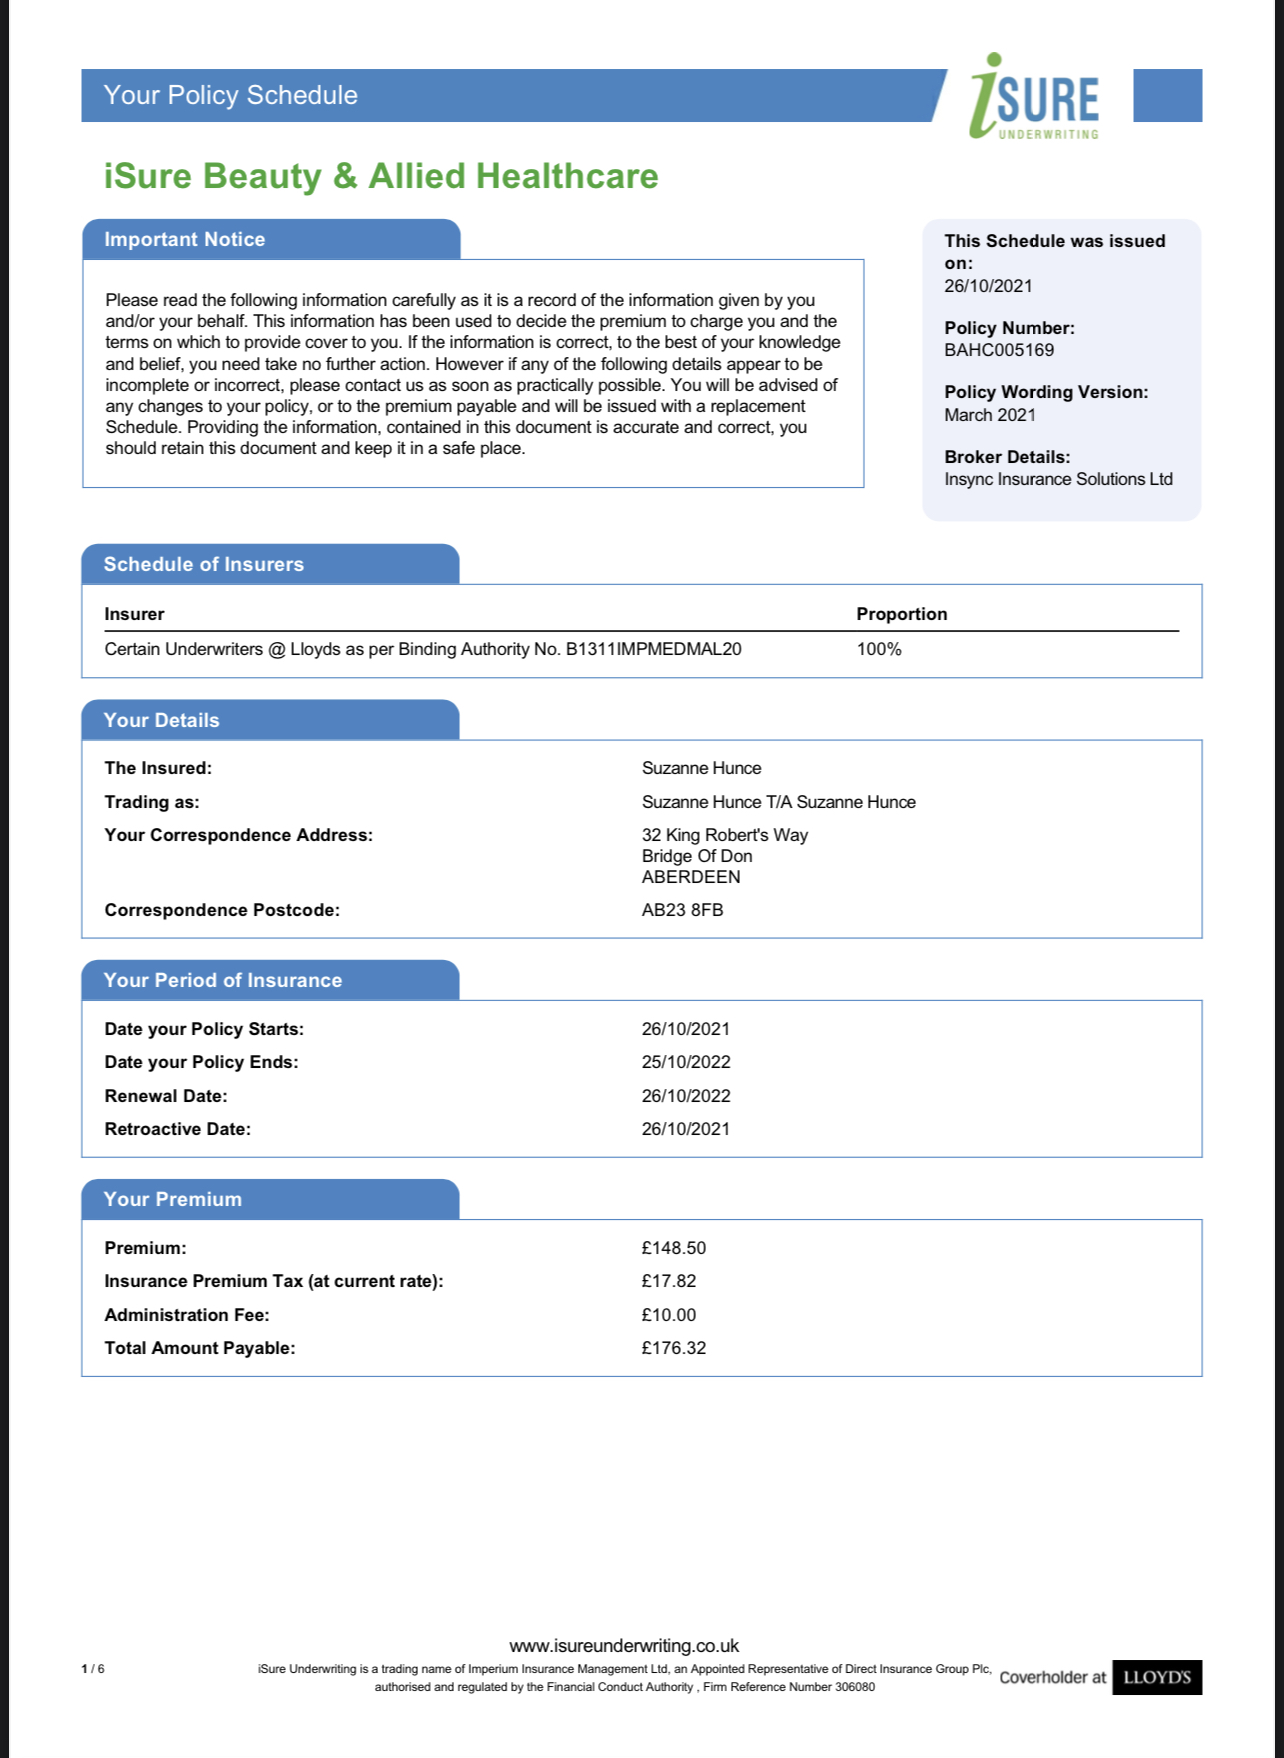 Your Policy Schedule
iSURE
UNDERWRITING
iSure Beauty & Allied Healthcare
Important Notice
Please read the following information carefully as it is a record of the information given by you
and/or your behalf. This information has been used to decide the premium to charge you and the
terms on which to provide cover to you. If the information is correct, to the best of your knowledge
and belief, you need take no further action. However if any of the following details appear to be
incomplete or incorrect, please contact us as soon as practically possible. You will be advised of
any changes to your policy, or to the premium payable and will be issued with a replacement
Schedule. Providing the information, contained in this document is accurate and correct, you
should retain this document and keep it in a safe place.
This Schedule was issued
on:
26/10/2021
Policy Number:
BAHC005169
Policy Wording Version:
March 2021
Broker Details:
Insync Insurance Solutions Ltd
Schedule of Insurers
Insurer Proportion
Certain Underwriters @ Lloyds as per Binding Authority No. B1311IMPMEDMAL20 100%
Your Details
The Insured: Suzanne Hunce
Trading as: Suzanne Hunce T/A Suzanne Hunce
Your Correspondence Address: 32 King Robert's Way
Bridge Of Don
ABERDEEN
Correspondence Postcode: AB23 8FB
Your Period of Insurance
Date your Policy Starts: 26/10/2021
Date your Policy Ends: 25/10/2022
Renewal Date: 26/10/2022
Retroactive Date: 26/10/2021
Your Premium
Premium: £148.50
Insurance Premium Tax (at current rate): £17.82
Administration Fee: £10.00
Total Amount Payable: £176.32
www.isureunderwriting.co.uk
1 / 6
iSure Underwriting is a trading name of Imperium Insurance Management Ltd, an Appointed Representative of Direct Insurance Group Plc,
authorised and regulated by the Financial Conduct Authority , Firm Reference Number 306080
Coverholder at LLOYD'S